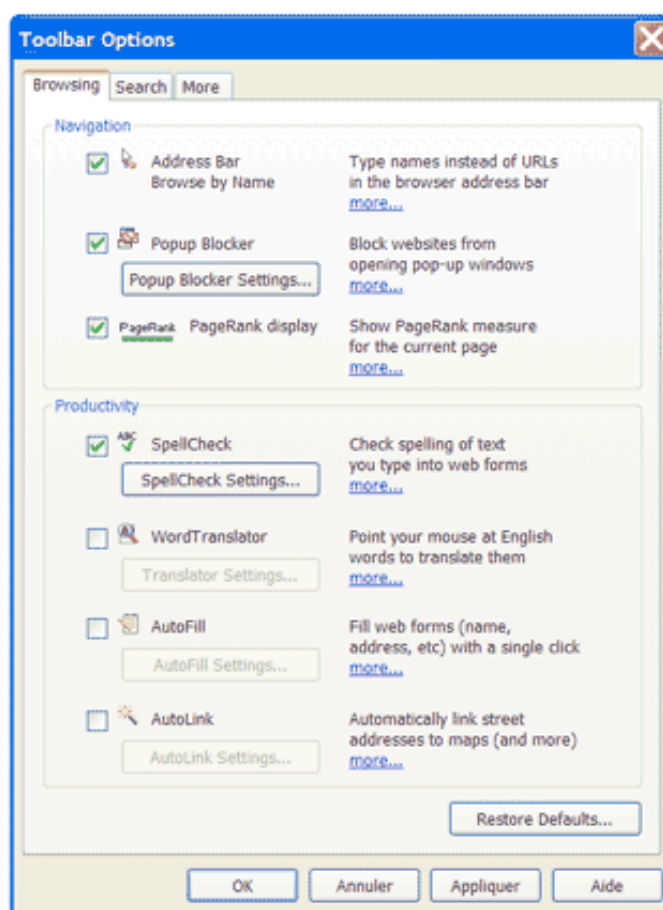 Toolbar Options
Browsing Search More
Navigation
Address Bar
Browse by Name
Type names instead of URLs
in the browser address bar
more...
Popup Blocker
Popup Blocker Settings...
Block websites from
opening pop-up windows
more...
PageRank PageRank display
Show PageRank measure
for the current page
more...
Productivity
ABC SpellCheck
SpellCheck Settings...
Check spelling of text
you type into web forms
more...
WordTranslator
Translator Settings...
Point your mouse at English
words to translate them
more...
AutoFill
AutoFill Settings...
Fill web forms (name,
address, etc) with a single click
more...
AutoLink
AutoLink Settings...
Automatically link street
addresses to maps (and more)
more...
Restore Defaults...
OK Annuler Appliquer Aide